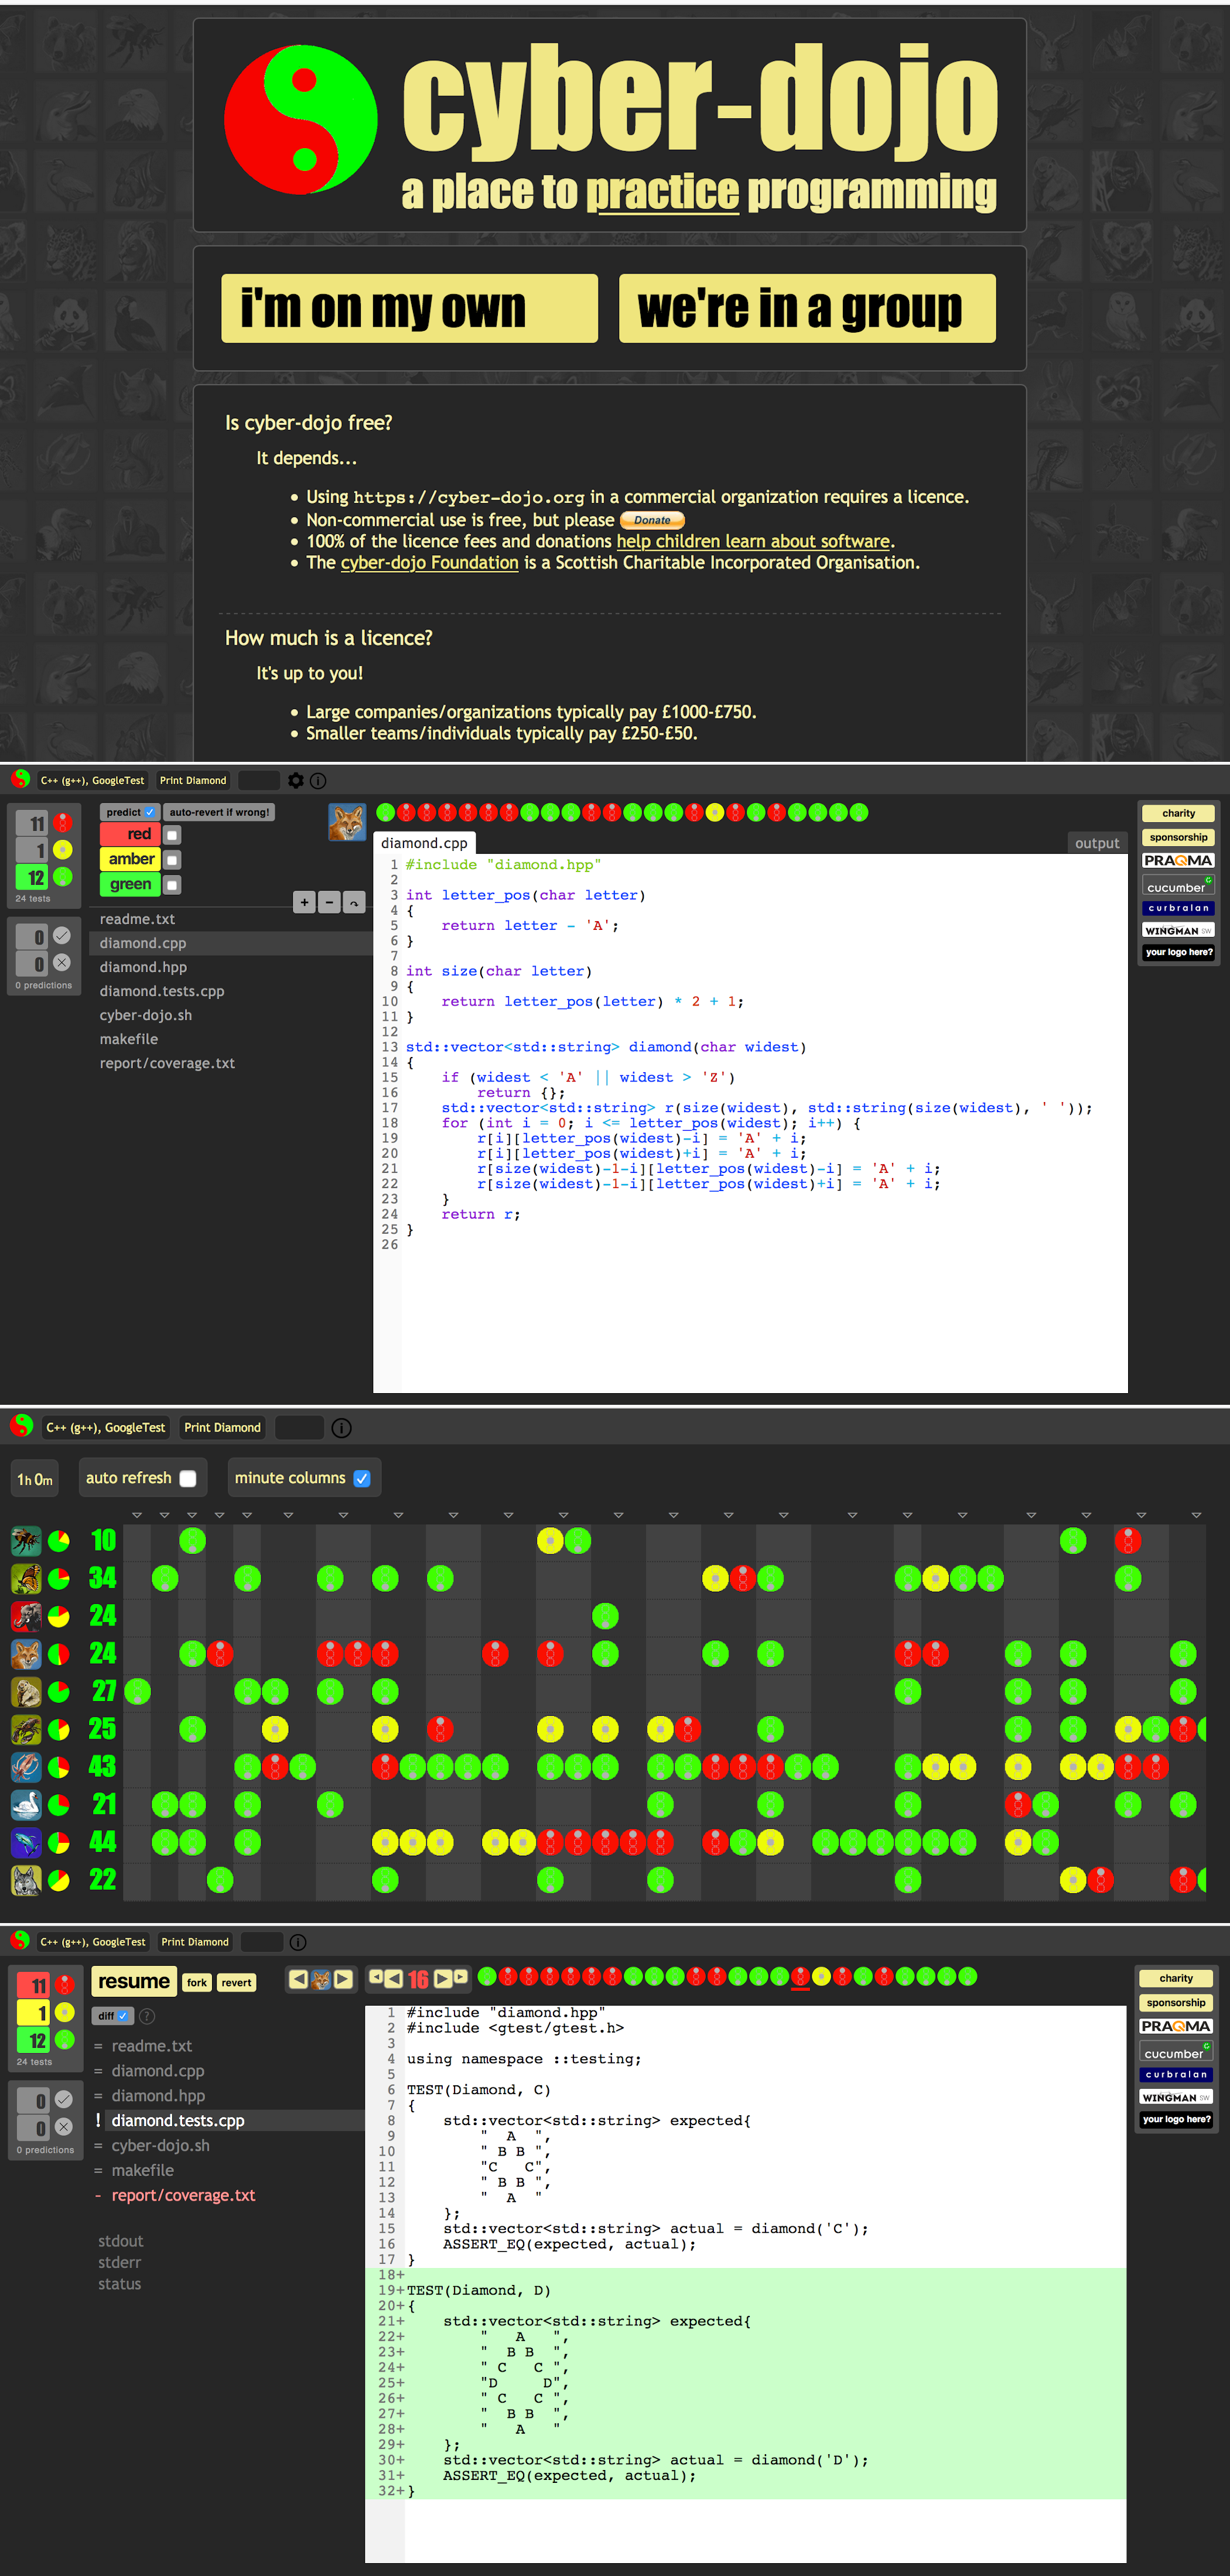 cyber-dojo
a place to practice programming
i'm on my own
we're in a group
Is cyber-dojo free?
It depends...
• Using https://cyber-dojo.org in a commercial organization requires a licence.
• Non-commercial use is free, but please Donate
• 100% of the licence fees and donations help children learn about software.
• The cyber-dojo Foundation is a Scottish Charitable Incorporated Organisation.
How much is a licence?
It's up to you!
• Large companies/organizations typically pay £1000-£750.
• Smaller teams/individuals typically pay £250-£50.
C++ (g++), GoogleTest Print Diamond
11
1
12
24 tests
0
0
0 predictions
predict auto-revert if wrong!
red
amber
green
+ -
readme.txt
diamond.cpp
diamond.hpp
diamond.tests.cpp
cyber-dojo.sh
makefile
report/coverage.txt
diamond.cpp output
1 #include "diamond.hpp"
2
3 int letter_pos(char letter)
4 {
5     return letter - 'A';
6 }
7
8 int size(char letter)
9 {
10     return letter_pos(letter) * 2 + 1;
11 }
12
13 std::vector<std::string> diamond(char widest)
14 {
15     if (widest < 'A' || widest > 'Z')
16         return {};
17     std::vector<std::string> r(size(widest), std::string(size(widest), ' '));
18     for (int i = 0; i <= letter_pos(widest); i++) {
19         r[i][letter_pos(widest)-i] = 'A' + i;
20         r[i][letter_pos(widest)+i] = 'A' + i;
21         r[size(widest)-1-i][letter_pos(widest)-i] = 'A' + i;
22         r[size(widest)-1-i][letter_pos(widest)+i] = 'A' + i;
23     }
24     return r;
25 }
26
charity
sponsorship
PRAQMA
cucumber
curbralan
WINGMAN SW
your logo here?
C++ (g++), GoogleTest Print Diamond
1h 0m auto refresh minute columns
10
34
24
24
27
25
43
21
44
22
C++ (g++), GoogleTest Print Diamond
11
1
12
24 tests
0
0
0 predictions
resume fork revert
16
diff ?
= readme.txt
= diamond.cpp
= diamond.hpp
! diamond.tests.cpp
= cyber-dojo.sh
= makefile
- report/coverage.txt
stdout
stderr
status
1 #include "diamond.hpp"
2 #include <gtest/gtest.h>
3
4 using namespace ::testing;
5
6 TEST(Diamond, C)
7 {
8     std::vector<std::string> expected{
9         "  A  ",
10         " B B ",
11         "C   C",
12         " B B ",
13         "  A  "
14     };
15     std::vector<std::string> actual = diamond('C');
16     ASSERT_EQ(expected, actual);
17 }
18+
19+ TEST(Diamond, D)
20+ {
21+     std::vector<std::string> expected{
22+         "   A   ",
23+         "  B B  ",
24+         " C   C ",
25+         "D     D",
26+         " C   C ",
27+         "  B B  ",
28+         "   A   "
29+     };
30+     std::vector<std::string> actual = diamond('D');
31+     ASSERT_EQ(expected, actual);
32+ }
charity
sponsorship
PRAQMA
cucumber
curbralan
WINGMAN SW
your logo here?